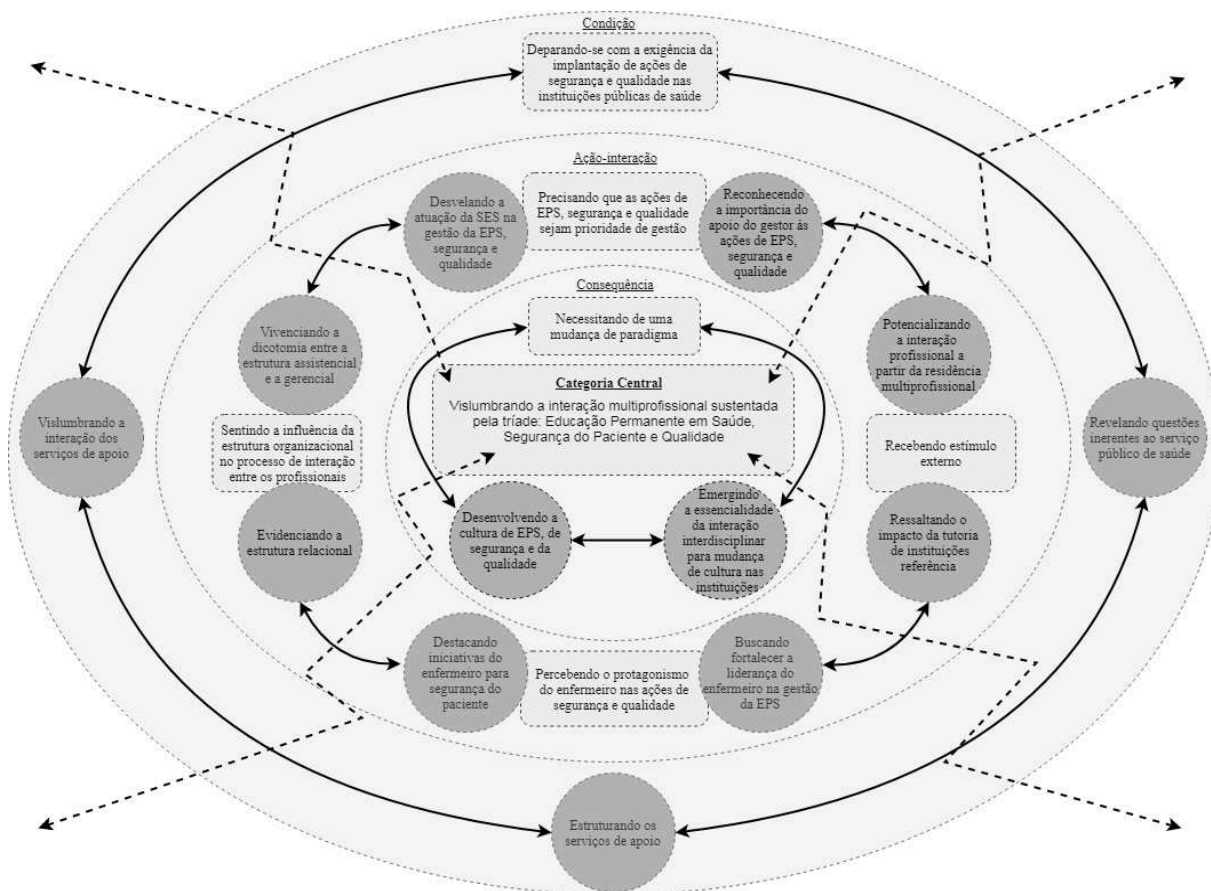 Condição
Deparando-se com a exigência da
implantação de ações de
segurança e qualidade nas
instituições públicas de saúde
Ação-interação
Desvelando a
atuação da SES na
gestão da EPS,
segurança e
qualidade
Precisando que as ações de
EPS, segurança e qualidade
sejam prioridade de gestão
Reconhecendo
a importância do
apoio do gestor às
ações de EPS,
segurança e
qualidade
Consequência
Necessitando de uma
mudança de paradigma
Vivenciando a
dicotomia entre a
estrutura assistencial
e a gerencial
Potencializando
a interação
profissional a
partir da residência
multiprofissional
Categoria Central
Vislumbrando a interação multiprofissional sustentada
pela tríade: Educação Permanente em Saúde,
Segurança do Paciente e Qualidade
Vislumbrando a
interação dos
serviços de apoio
Sentindo a influência da
estrutura organizacional
no processo de interação
entre os profissionais
Recebendo estímulo
externo
Revelando questões
inerentes ao serviço
público de saúde
Evidenciando a
estrutura relacional
Desenvolvendo a
cultura de EPS, de
segurança e da
qualidade
Emergindo
a essencialidade
da interação
interdisciplinar
para mudança
de cultura nas
instituições
Ressaltando o
impacto da tutoria
de instituições
referência
Destacando
iniciativas do
enfermeiro para
segurança do
paciente
Percebendo o protagonismo
do enfermeiro nas ações de
segurança e qualidade
Buscando
fortalecer a
liderança do
enfermeiro na gestão
da EPS
Estruturando os
serviços de apoio